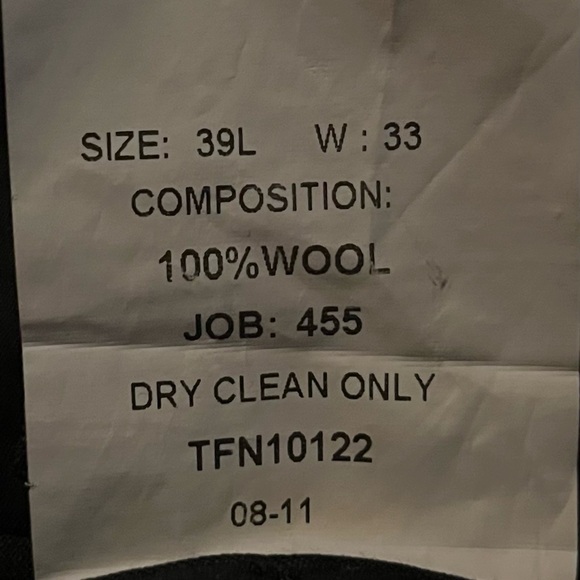 SIZE: 39L W : 33
COMPOSITION:
100%WOOL
JOB: 455
DRY CLEAN ONLY
TFN10122
08-11